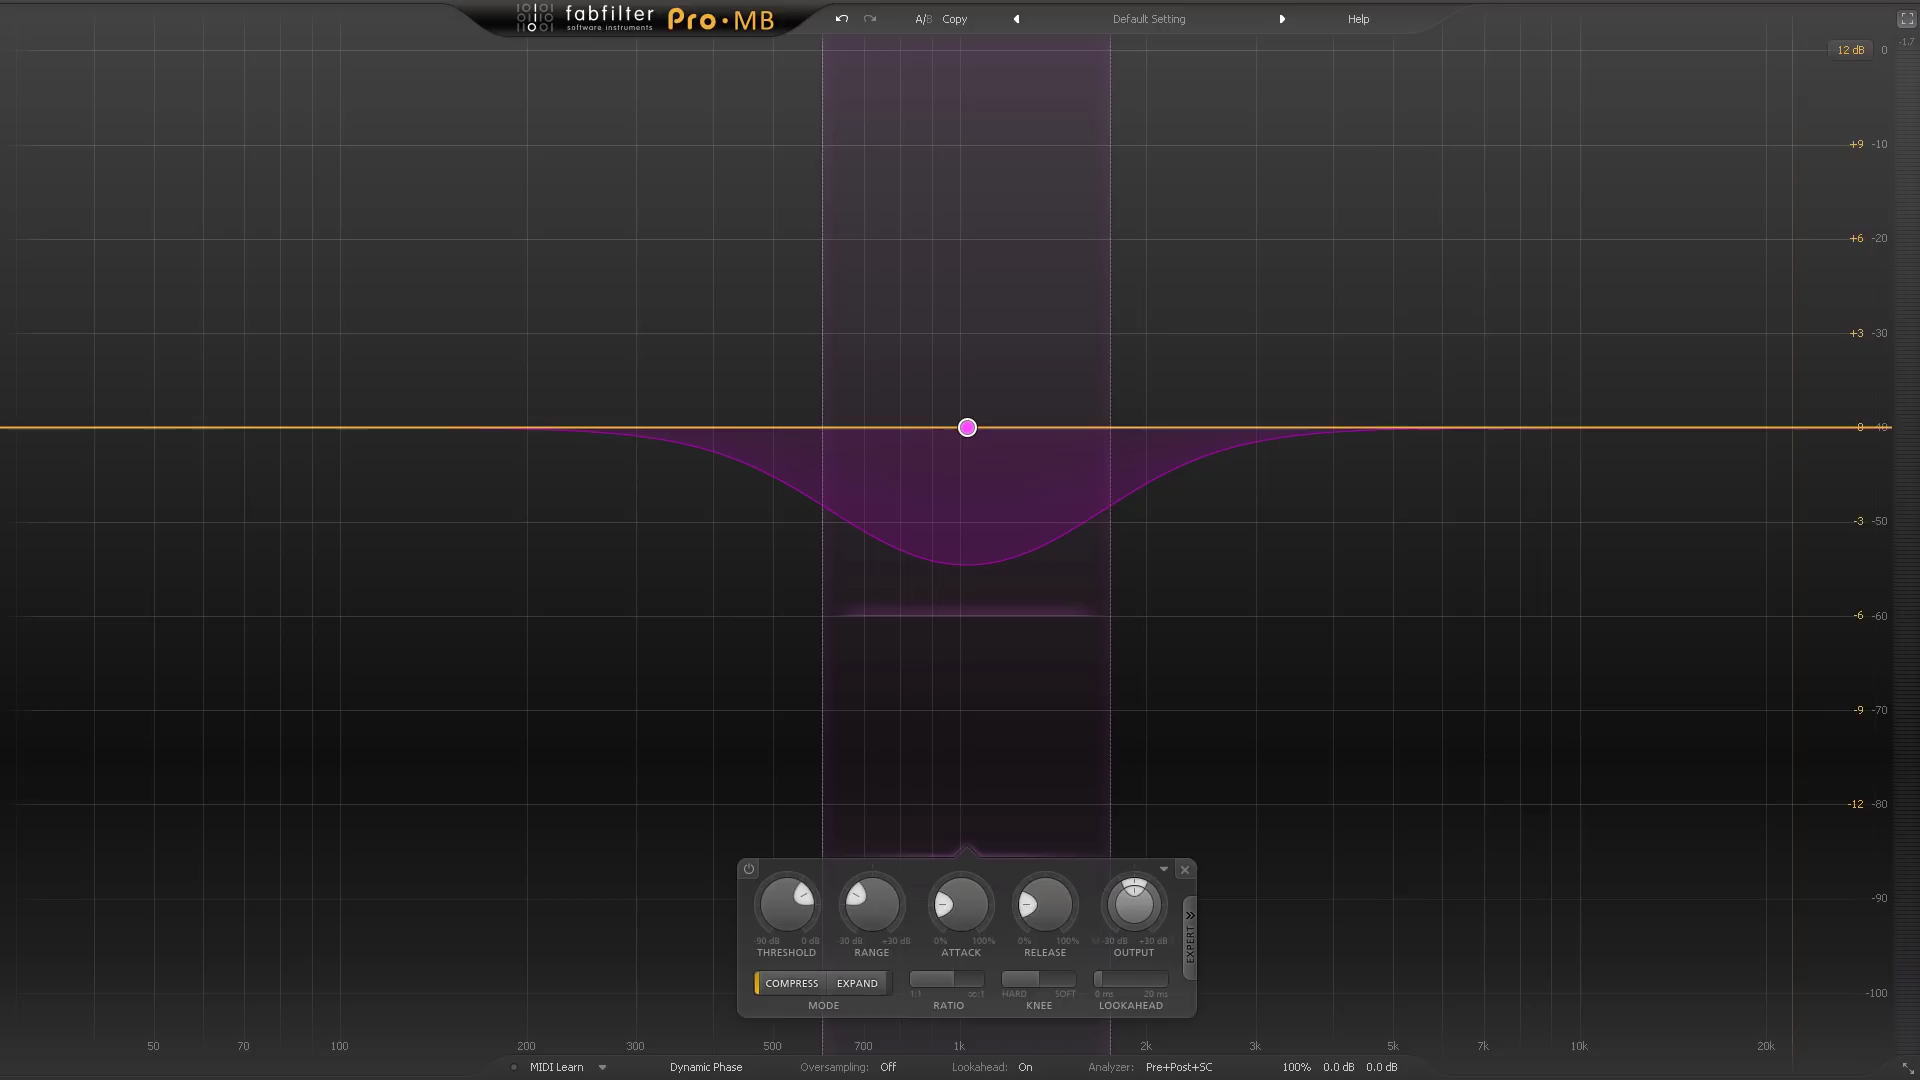 fabfilter Pro·MB
software instruments
A/B Copy Default Setting Help
-1.7
12 dB 0
+9 -10
+6 -20
+3 -30
0 -40
-3 -50
-6 -60
-9 -70
-12 -80
-90
-100
-90 dB 0 dB -30 dB +30 dB 0% 100% 0% 100% -30 dB +30 dB
THRESHOLD RANGE ATTACK RELEASE OUTPUT
EXPERT
COMPRESS EXPAND
1:1 ∞:1 HARD SOFT 0 ms 20 ms
MODE RATIO KNEE LOOKAHEAD
50 70 100 200 300 500 700 1k 2k 3k 5k 7k 10k 20k
MIDI Learn Dynamic Phase Oversampling: Off Lookahead: On Analyzer: Pre+Post+SC 100% 0.0 dB 0.0 dB